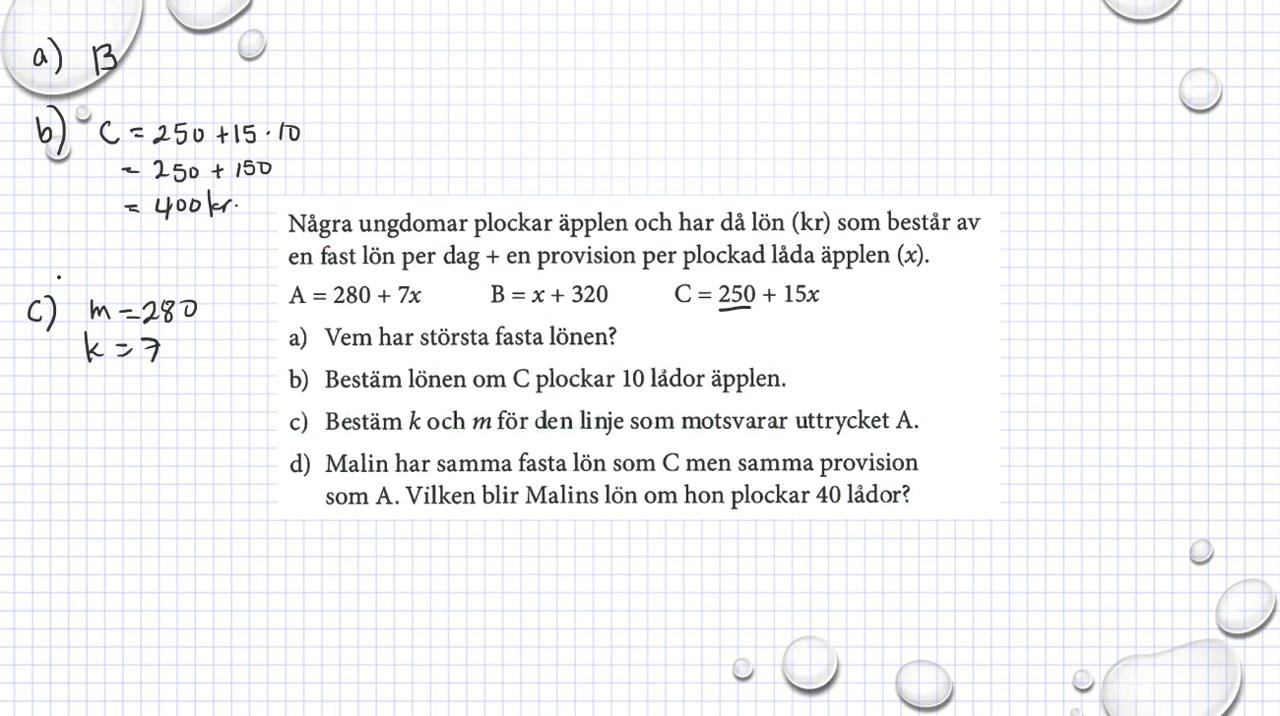 a) B
b) C = 250 + 15 · 10
= 250 + 150
= 400 kr.
c) m = 280
k = 7
Några ungdomar plockar äpplen och har då lön (kr) som består av
en fast lön per dag + en provision per plockad låda äpplen (x).
A = 280 + 7x B = x + 320 C = 250 + 15x
a) Vem har största fasta lönen?
b) Bestäm lönen om C plockar 10 lådor äpplen.
c) Bestäm k och m för den linje som motsvarar uttrycket A.
d) Malin har samma fasta lön som C men samma provision
som A. Vilken blir Malins lön om hon plockar 40 lådor?